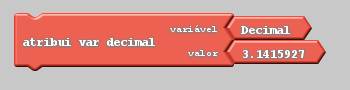 variável Decimal
atribui var decimal
valor 3.1415927